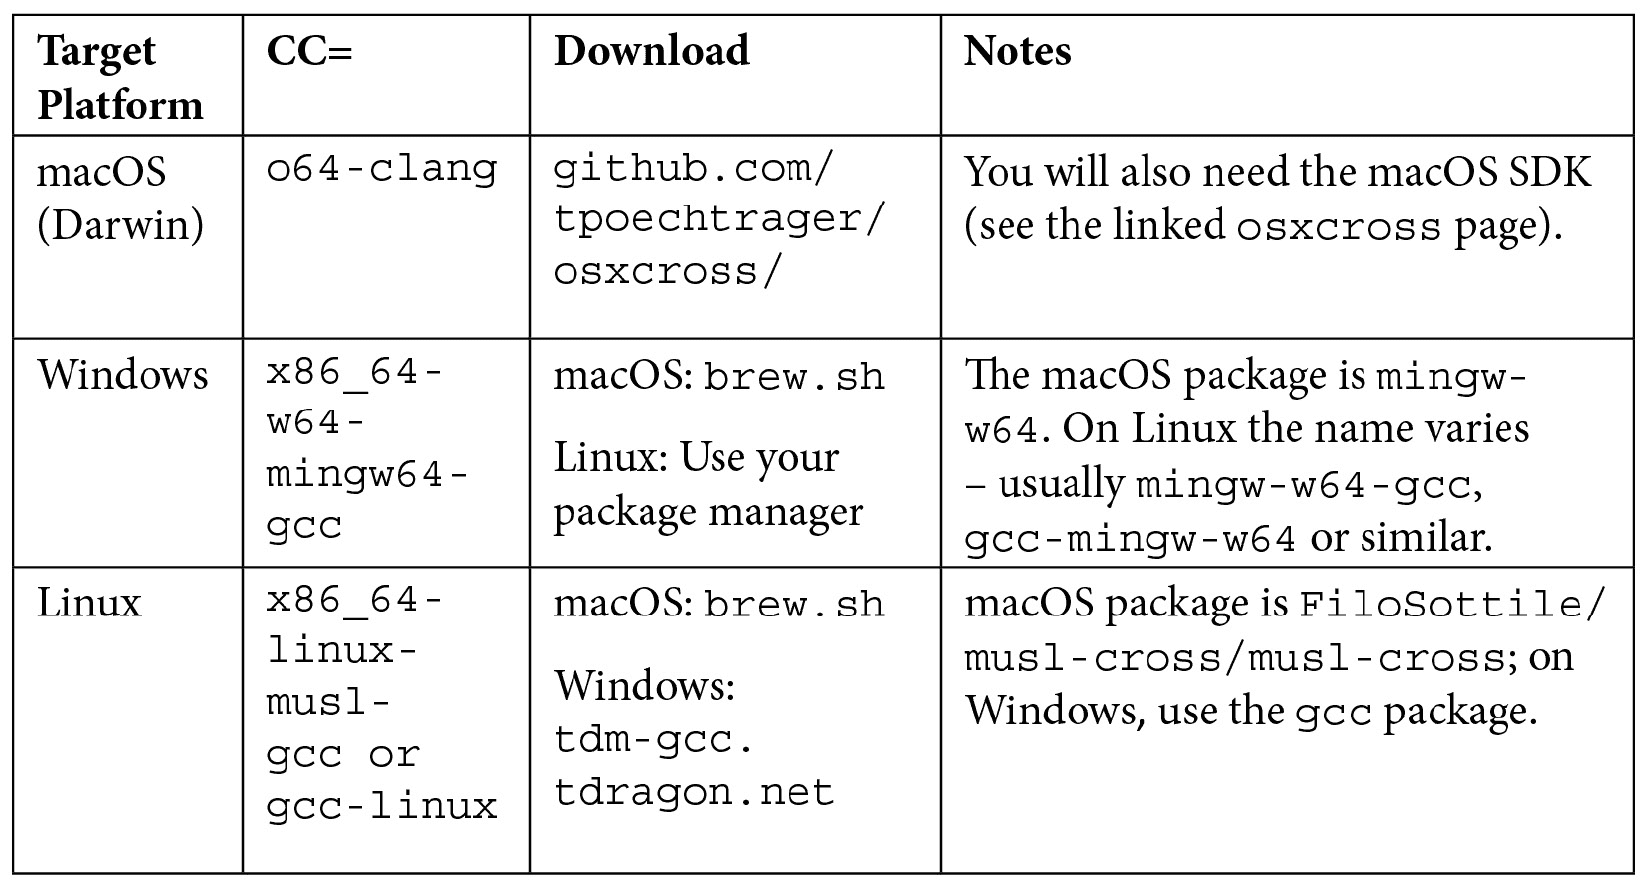 Target
Platform
CC=
Download
Notes
macOS
(Darwin)
o64-clang
github.com/
tpoechtrager/
osxcross/
You will also need the macOS SDK
(see the linked osxcross page).
Windows
x86_64-
w64-
mingw64-
gcc
macOS: brew.sh
Linux: Use your
package manager
The macOS package is mingw-
w64. On Linux the name varies
– usually mingw-w64-gcc,
gcc-mingw-w64 or similar.
Linux
x86_64-
linux-
musl-
gcc or
gcc-linux
macOS: brew.sh
Windows:
tdm-gcc.
tdragon.net
macOS package is FiloSottile/
musl-cross/musl-cross; on
Windows, use the gcc package.